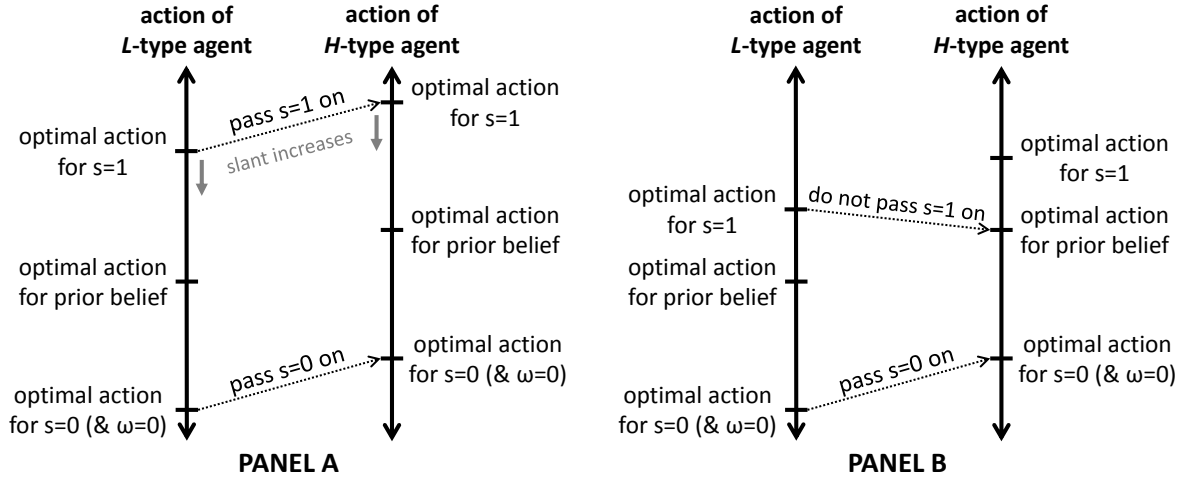 action of
L-type agent
action of
H-type agent
optimal action
for s=1
pass s=1 on
slant increases
optimal action
for s=1
optimal action
for prior belief
optimal action
for prior belief
pass s=0 on
optimal action
for s=0 (& ω=0)
optimal action
for s=0 (& ω=0)
PANEL A
action of
L-type agent
action of
H-type agent
optimal action
for s=1
optimal action
for s=1
do not pass s=1 on
optimal action
for prior belief
optimal action
for prior belief
pass s=0 on
optimal action
for s=0 (& ω=0)
optimal action
for s=0 (& ω=0)
PANEL B